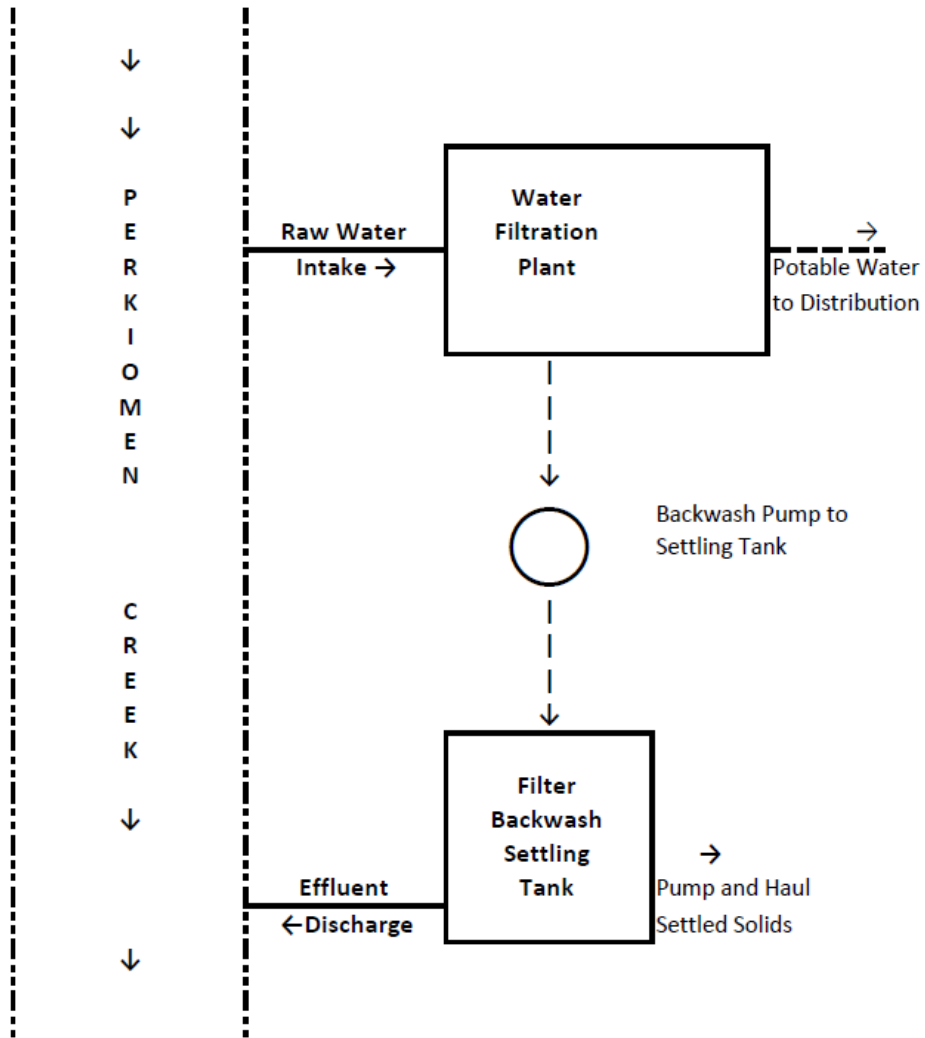 ↓
↓
P
E
R
K
I
O
M
E
N
C
R
E
E
K
↓
↓
Raw Water
Intake →
Water
Filtration
Plant
→
Potable Water
to Distribution
↓
Backwash Pump to
Settling Tank
↓
Filter
Backwash
Settling
Tank
→
Pump and Haul
Settled Solids
Effluent
←Discharge